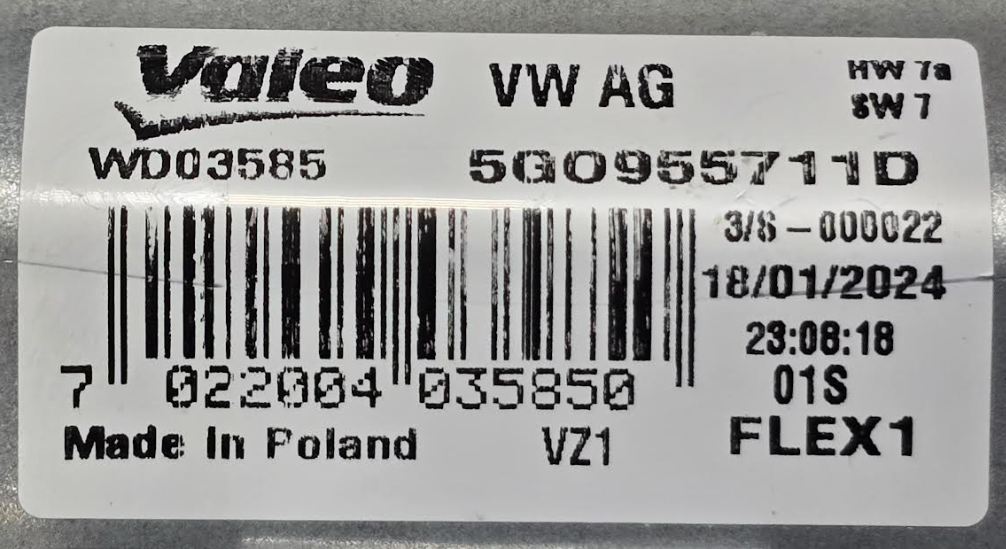 Valeo VW AG HW 7a
SW 7
WD03585 5G0955711D
3/S - 000022
18/01/2024
23:08:18
7 022004 035850 01S
Made In Poland VZ1 FLEX1